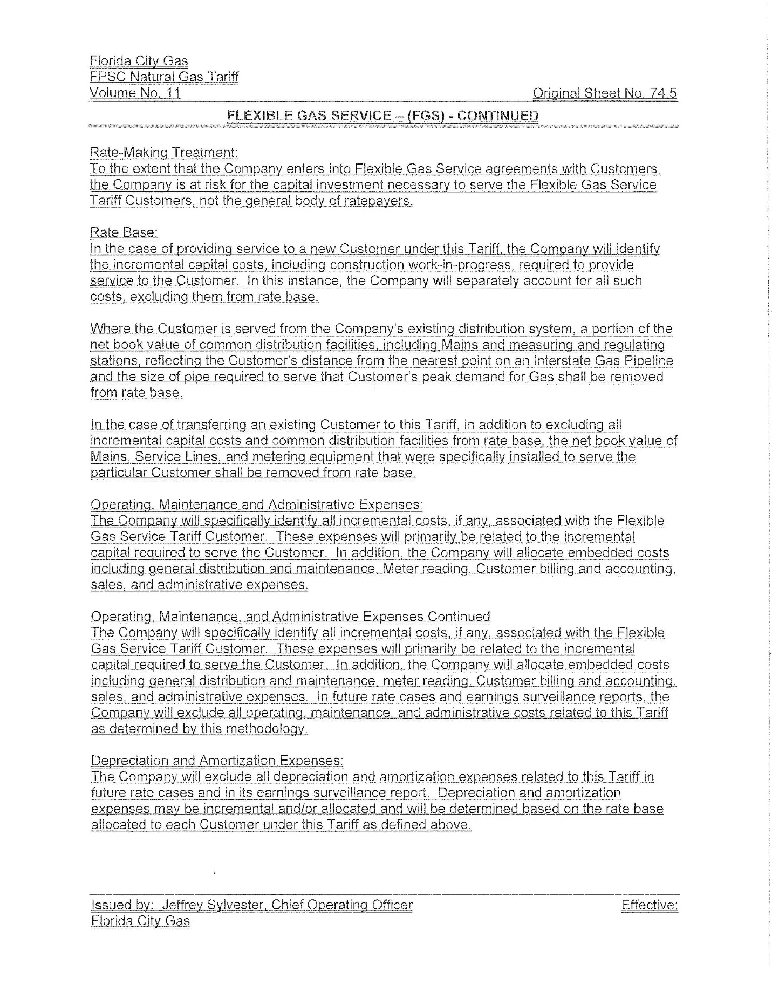 Florida City Gas
FPSC Natural Gas Tariff
Volume No. 11 Original Sheet No. 74.5
FLEXIBLE GAS SERVICE – (FGS) - CONTINUED
Rate-Making Treatment:
To the extent that the Company enters into Flexible Gas Service agreements with Customers,
the Company is at risk for the capital investment necessary to serve the Flexible Gas Service
Tariff Customers, not the general body of ratepayers.
Rate Base:
In the case of providing service to a new Customer under this Tariff, the Company will identify
the incremental capital costs, including construction work-in-progress, required to provide
service to the Customer. In this instance, the Company will separately account for all such
costs, excluding them from rate base.
Where the Customer is served from the Company's existing distribution system, a portion of the
net book value of common distribution facilities, including Mains and measuring and regulating
stations, reflecting the Customer's distance from the nearest point on an Interstate Gas Pipeline
and the size of pipe required to serve that Customer's peak demand for Gas shall be removed
from rate base.
In the case of transferring an existing Customer to this Tariff, in addition to excluding all
incremental capital costs and common distribution facilities from rate base, the net book value of
Mains, Service Lines, and metering equipment that were specifically installed to serve the
particular Customer shall be removed from rate base.
Operating, Maintenance and Administrative Expenses:
The Company will specifically identify all incremental costs, if any, associated with the Flexible
Gas Service Tariff Customer. These expenses will primarily be related to the incremental
capital required to serve the Customer. In addition, the Company will allocate embedded costs
including general distribution and maintenance, Meter reading, Customer billing and accounting,
sales, and administrative expenses.
Operating, Maintenance, and Administrative Expenses Continued
The Company will specifically identify all incremental costs, if any, associated with the Flexible
Gas Service Tariff Customer. These expenses will primarily be related to the incremental
capital required to serve the Customer. In addition, the Company will allocate embedded costs
including general distribution and maintenance, meter reading, Customer billing and accounting,
sales, and administrative expenses. In future rate cases and earnings surveillance reports, the
Company will exclude all operating, maintenance, and administrative costs related to this Tariff
as determined by this methodology.
Depreciation and Amortization Expenses:
The Company will exclude all depreciation and amortization expenses related to this Tariff in
future rate cases and in its earnings surveillance report. Depreciation and amortization
expenses may be incremental and/or allocated and will be determined based on the rate base
allocated to each Customer under this Tariff as defined above.
Issued by: Jeffrey Sylvester, Chief Operating Officer Effective:
Florida City Gas